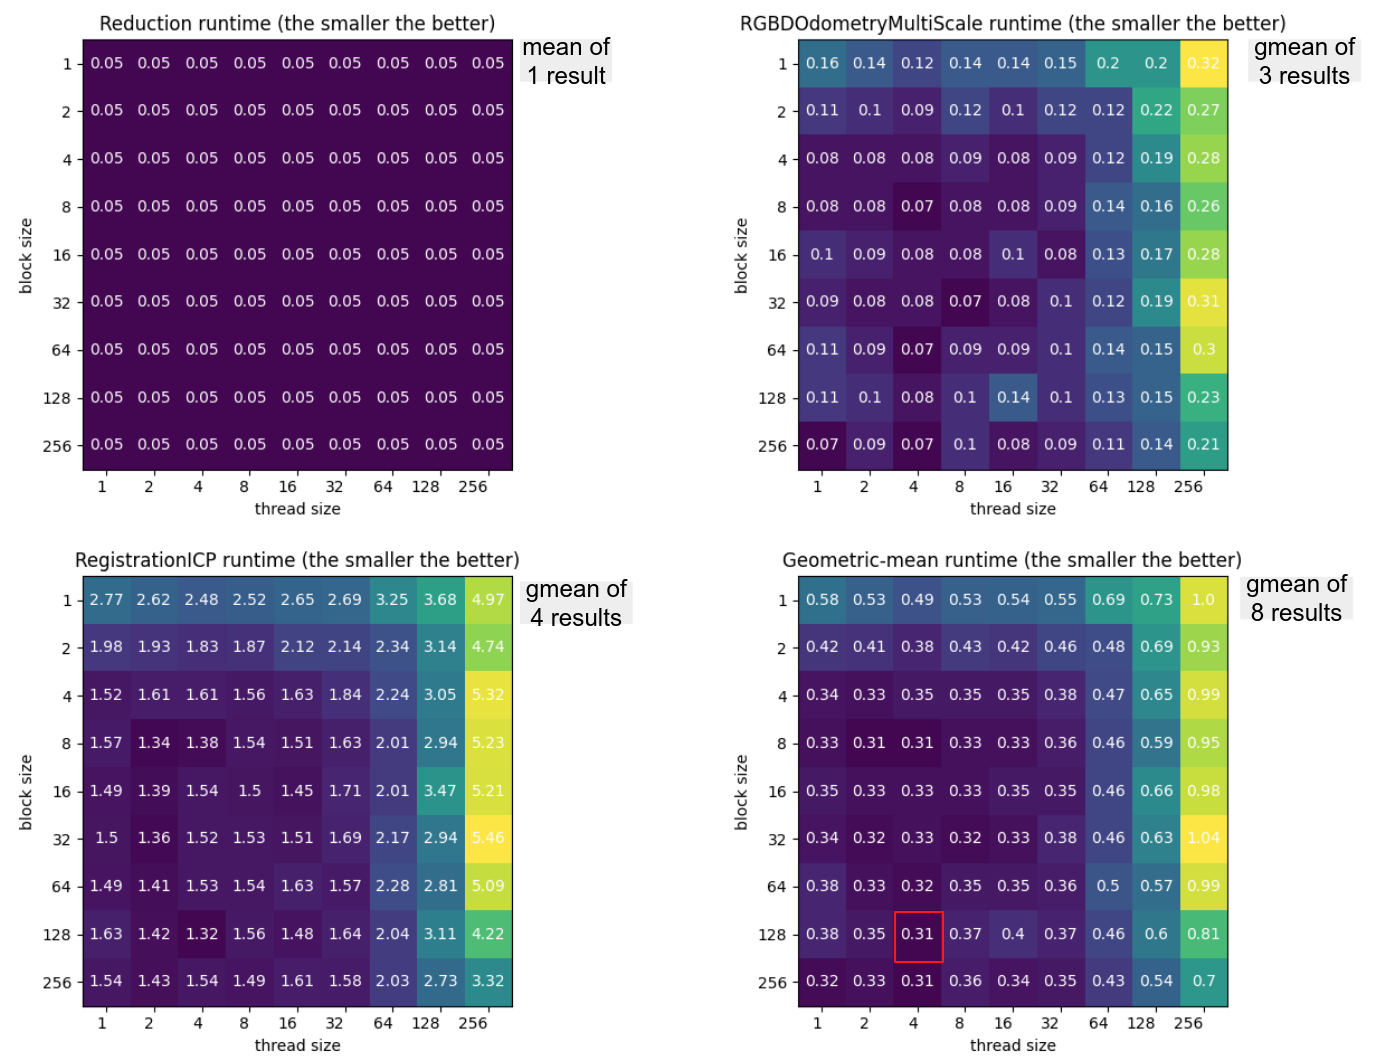 Reduction runtime (the smaller the better)
mean of
1 result
block size
1 0.05 0.05 0.05 0.05 0.05 0.05 0.05 0.05 0.05
2 0.05 0.05 0.05 0.05 0.05 0.05 0.05 0.05 0.05
4 0.05 0.05 0.05 0.05 0.05 0.05 0.05 0.05 0.05
8 0.05 0.05 0.05 0.05 0.05 0.05 0.05 0.05 0.05
16 0.05 0.05 0.05 0.05 0.05 0.05 0.05 0.05 0.05
32 0.05 0.05 0.05 0.05 0.05 0.05 0.05 0.05 0.05
64 0.05 0.05 0.05 0.05 0.05 0.05 0.05 0.05 0.05
128 0.05 0.05 0.05 0.05 0.05 0.05 0.05 0.05 0.05
256 0.05 0.05 0.05 0.05 0.05 0.05 0.05 0.05 0.05
1 2 4 8 16 32 64 128 256
thread size
RGBDOdometryMultiScale runtime (the smaller the better)
gmean of
3 results
block size
1 0.16 0.14 0.12 0.14 0.14 0.15 0.2 0.2 0.32
2 0.11 0.1 0.09 0.12 0.1 0.12 0.12 0.22 0.27
4 0.08 0.08 0.08 0.09 0.08 0.09 0.12 0.19 0.28
8 0.08 0.08 0.07 0.08 0.08 0.09 0.14 0.16 0.26
16 0.1 0.09 0.08 0.08 0.1 0.08 0.13 0.17 0.28
32 0.09 0.08 0.08 0.07 0.08 0.1 0.12 0.19 0.31
64 0.11 0.09 0.07 0.09 0.09 0.1 0.14 0.15 0.3
128 0.11 0.1 0.08 0.1 0.14 0.1 0.13 0.15 0.23
256 0.07 0.09 0.07 0.1 0.08 0.09 0.11 0.14 0.21
1 2 4 8 16 32 64 128 256
thread size
RegistrationICP runtime (the smaller the better)
gmean of
4 results
block size
1 2.77 2.62 2.48 2.52 2.65 2.69 3.25 3.68 4.97
2 1.98 1.93 1.83 1.87 2.12 2.14 2.34 3.14 4.74
4 1.52 1.61 1.61 1.56 1.63 1.84 2.24 3.05 5.32
8 1.57 1.34 1.38 1.54 1.51 1.63 2.01 2.94 5.23
16 1.49 1.39 1.54 1.5 1.45 1.71 2.01 3.47 5.21
32 1.5 1.36 1.52 1.53 1.51 1.69 2.17 2.94 5.46
64 1.49 1.41 1.53 1.54 1.63 1.57 2.28 2.81 5.09
128 1.63 1.42 1.32 1.56 1.48 1.64 2.04 3.11 4.22
256 1.54 1.43 1.54 1.49 1.61 1.58 2.03 2.73 3.32
1 2 4 8 16 32 64 128 256
thread size
Geometric-mean runtime (the smaller the better)
gmean of
8 results
block size
1 0.58 0.53 0.49 0.53 0.54 0.55 0.69 0.73 1.0
2 0.42 0.41 0.38 0.43 0.42 0.46 0.48 0.69 0.93
4 0.34 0.33 0.35 0.35 0.35 0.38 0.47 0.65 0.99
8 0.33 0.31 0.31 0.33 0.33 0.36 0.46 0.59 0.95
16 0.35 0.33 0.33 0.33 0.35 0.35 0.46 0.66 0.98
32 0.34 0.32 0.33 0.32 0.33 0.38 0.46 0.63 1.04
64 0.38 0.33 0.32 0.35 0.35 0.36 0.5 0.57 0.99
128 0.38 0.35 0.31 0.37 0.4 0.37 0.46 0.6 0.81
256 0.32 0.33 0.31 0.36 0.34 0.35 0.43 0.54 0.7
1 2 4 8 16 32 64 128 256
thread size